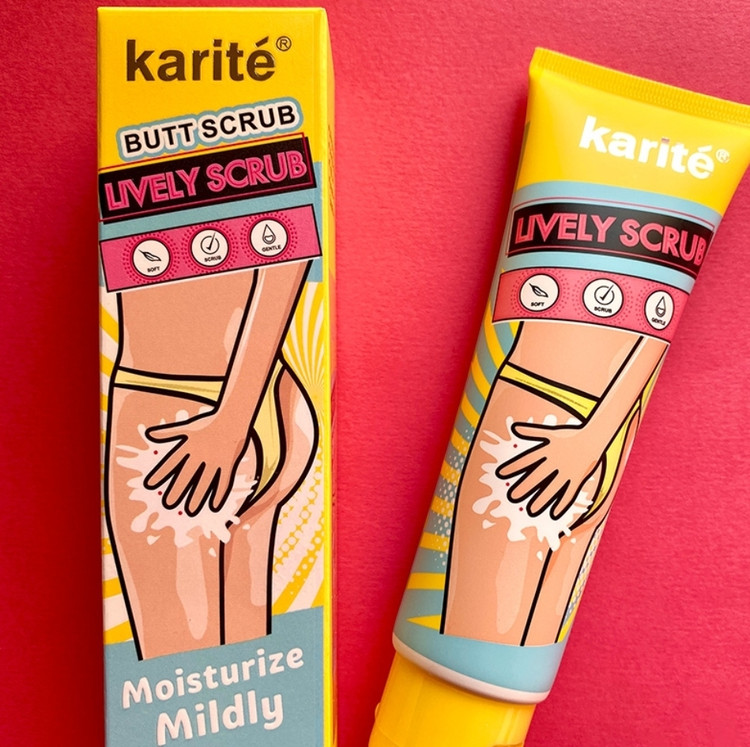 karité®
BUTT SCRUB
LIVELY SCRUB
SOFT
SCRUB
GENTLE
Moisturize
Mildly
karité®
LIVELY SCRUB
SOFT
SCRUB
GENTLE